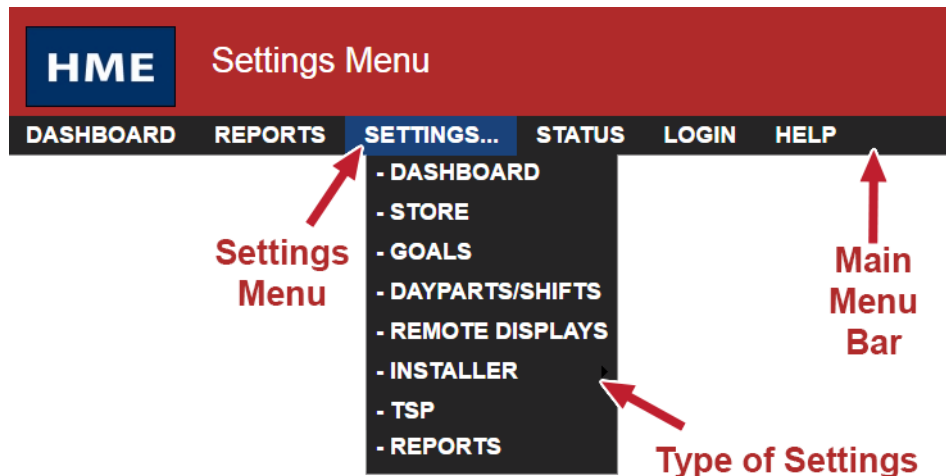 HME
Settings Menu
DASHBOARD REPORTS SETTINGS... STATUS LOGIN HELP
- DASHBOARD
- STORE
- GOALS
- DAYPARTS/SHIFTS
- REMOTE DISPLAYS
- INSTALLER
- TSP
- REPORTS
Settings
Menu
Main
Menu
Bar
Type of Settings